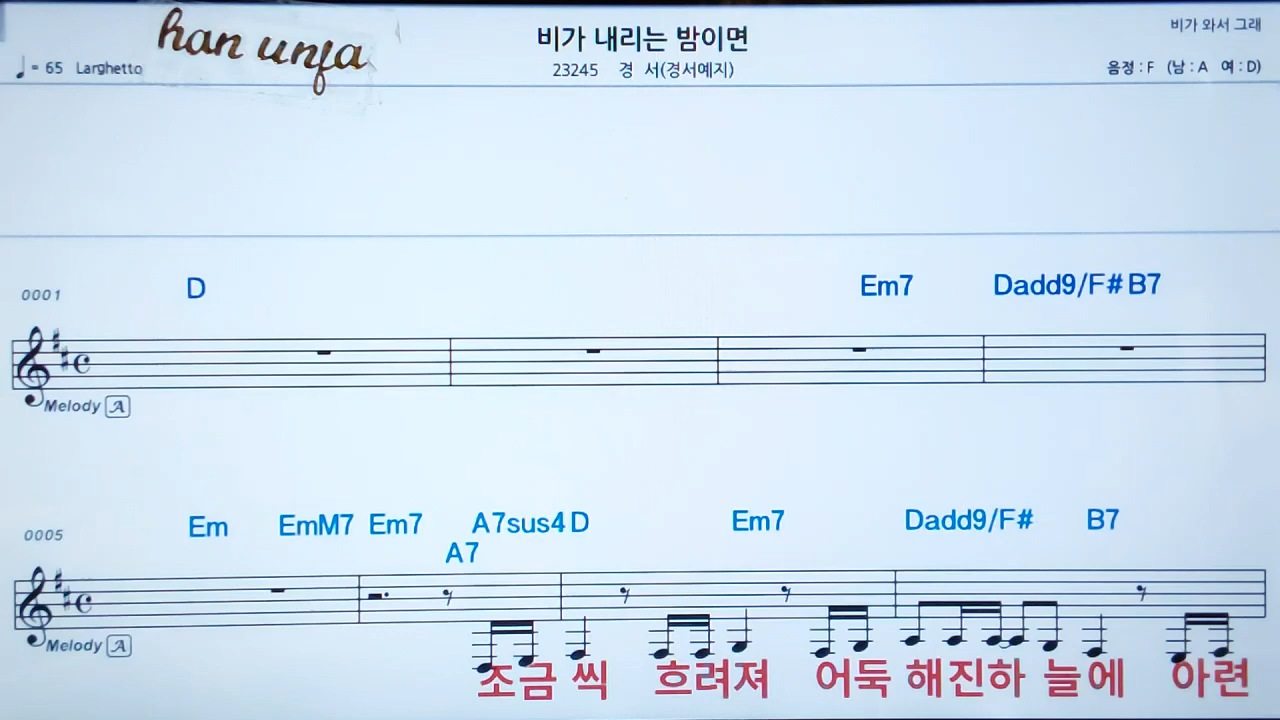 han unfa
비가 내리는 밤이면
비가 와서 그래
♩= 65 Larghetto
23245 경 서(경서예지)
음정 : F (남 : A 여 : D)
0001 D Em7 Dadd9/F# B7
Melody A
0005 Em EmM7 Em7 A7sus4 D Em7 Dadd9/F# B7
A7
Melody A
조금 씩 흐려져 어둑 해진하 늘에 아련